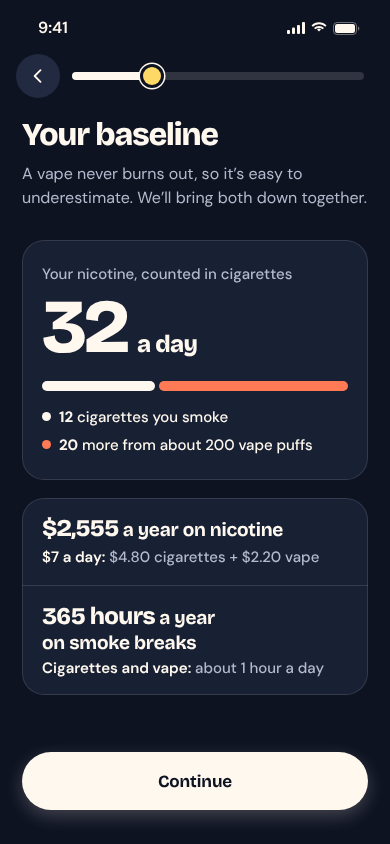 9:41
Your baseline
A vape never burns out, so it’s easy to
underestimate. We’ll bring both down together.
Your nicotine, counted in cigarettes
32 a day
12 cigarettes you smoke
20 more from about 200 vape puffs
$2,555 a year on nicotine
$7 a day: $4.80 cigarettes + $2.20 vape
365 hours a year
on smoke breaks
Cigarettes and vape: about 1 hour a day
Continue